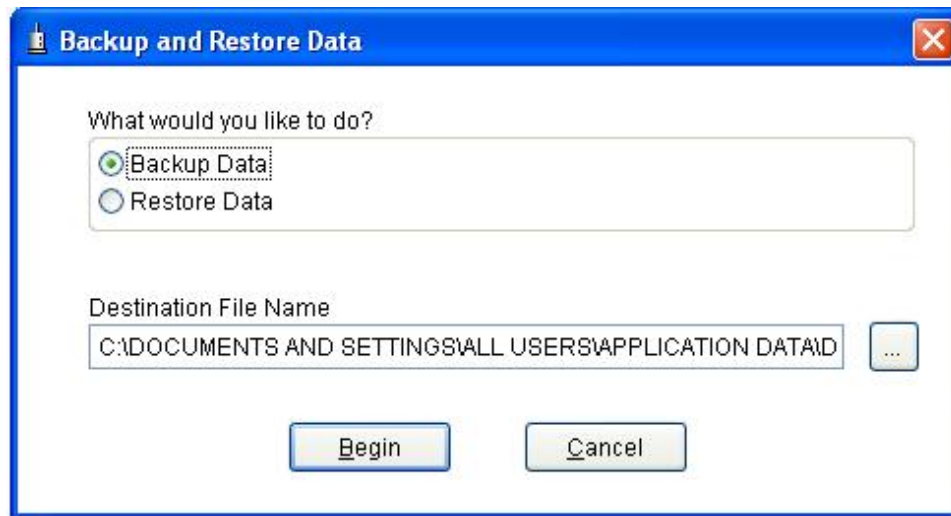 Backup and Restore Data
What would you like to do?
Backup Data
Restore Data
Destination File Name
C:\DOCUMENTS AND SETTINGS\ALL USERS\APPLICATION DATA\D
...
Begin
Cancel